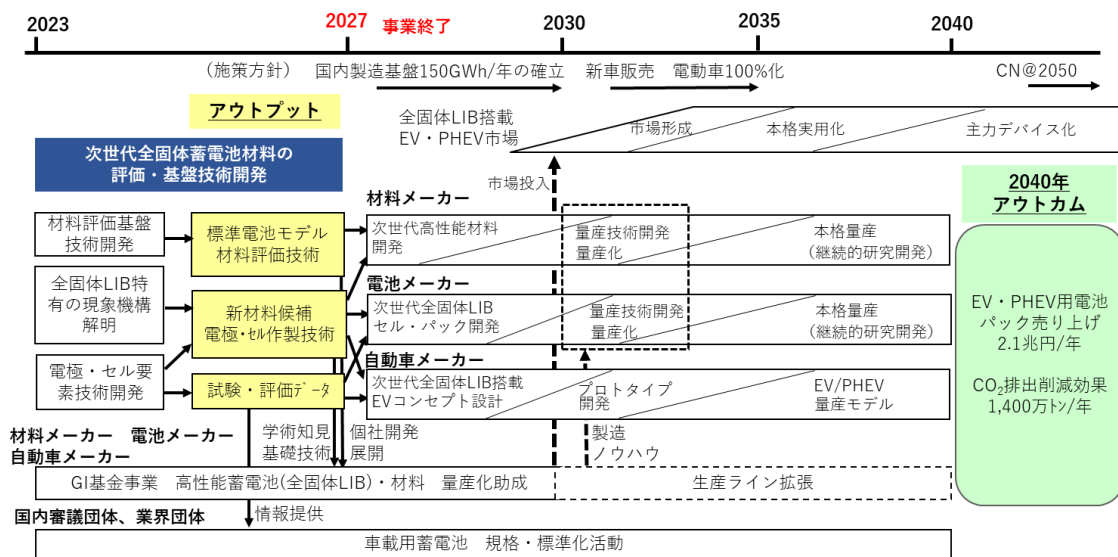 2023
2027 事業終了
2030
2035
2040
(施策方針) 国内製造基盤150GWh/年の確立
新車販売 電動車100%化
CN@2050
アウトプット
全固体LIB搭載
EV・PHEV市場
市場形成
本格実用化
主力デバイス化
次世代全固体蓄電池材料の
評価・基盤技術開発
市場投入
2040年
アウトカム
材料メーカー
材料評価基盤
技術開発
標準電池モデル
材料評価技術
次世代高性能材料
開発
量産技術開発
量産化
本格量産
(継続的研究開発)
電池メーカー
全固体LIB特
有の現象機構
解明
新材料候補
電極・ｾﾙ作製技術
次世代全固体LIB
セル・パック開発
量産技術開発
量産化
本格量産
(継続的研究開発)
EV・PHEV用電池
パック売り上げ
2.1兆円/年
自動車メーカー
電極・セル要
素技術開発
試験・評価ﾃﾞｰﾀ
次世代全固体LIB搭載
EVコンセプト設計
プロトタイプ
開発
EV/PHEV
量産モデル
CO₂排出削減効果
1,400万ﾄﾝ/年
材料メーカー 電池メーカー
自動車メーカー
学術知見
基礎技術
個社開発
展開
製造
ノウハウ
GI基金事業 高性能蓄電池(全固体LIB)・材料 量産化助成
生産ライン拡張
国内審議団体、業界団体
情報提供
車載用蓄電池 規格・標準化活動